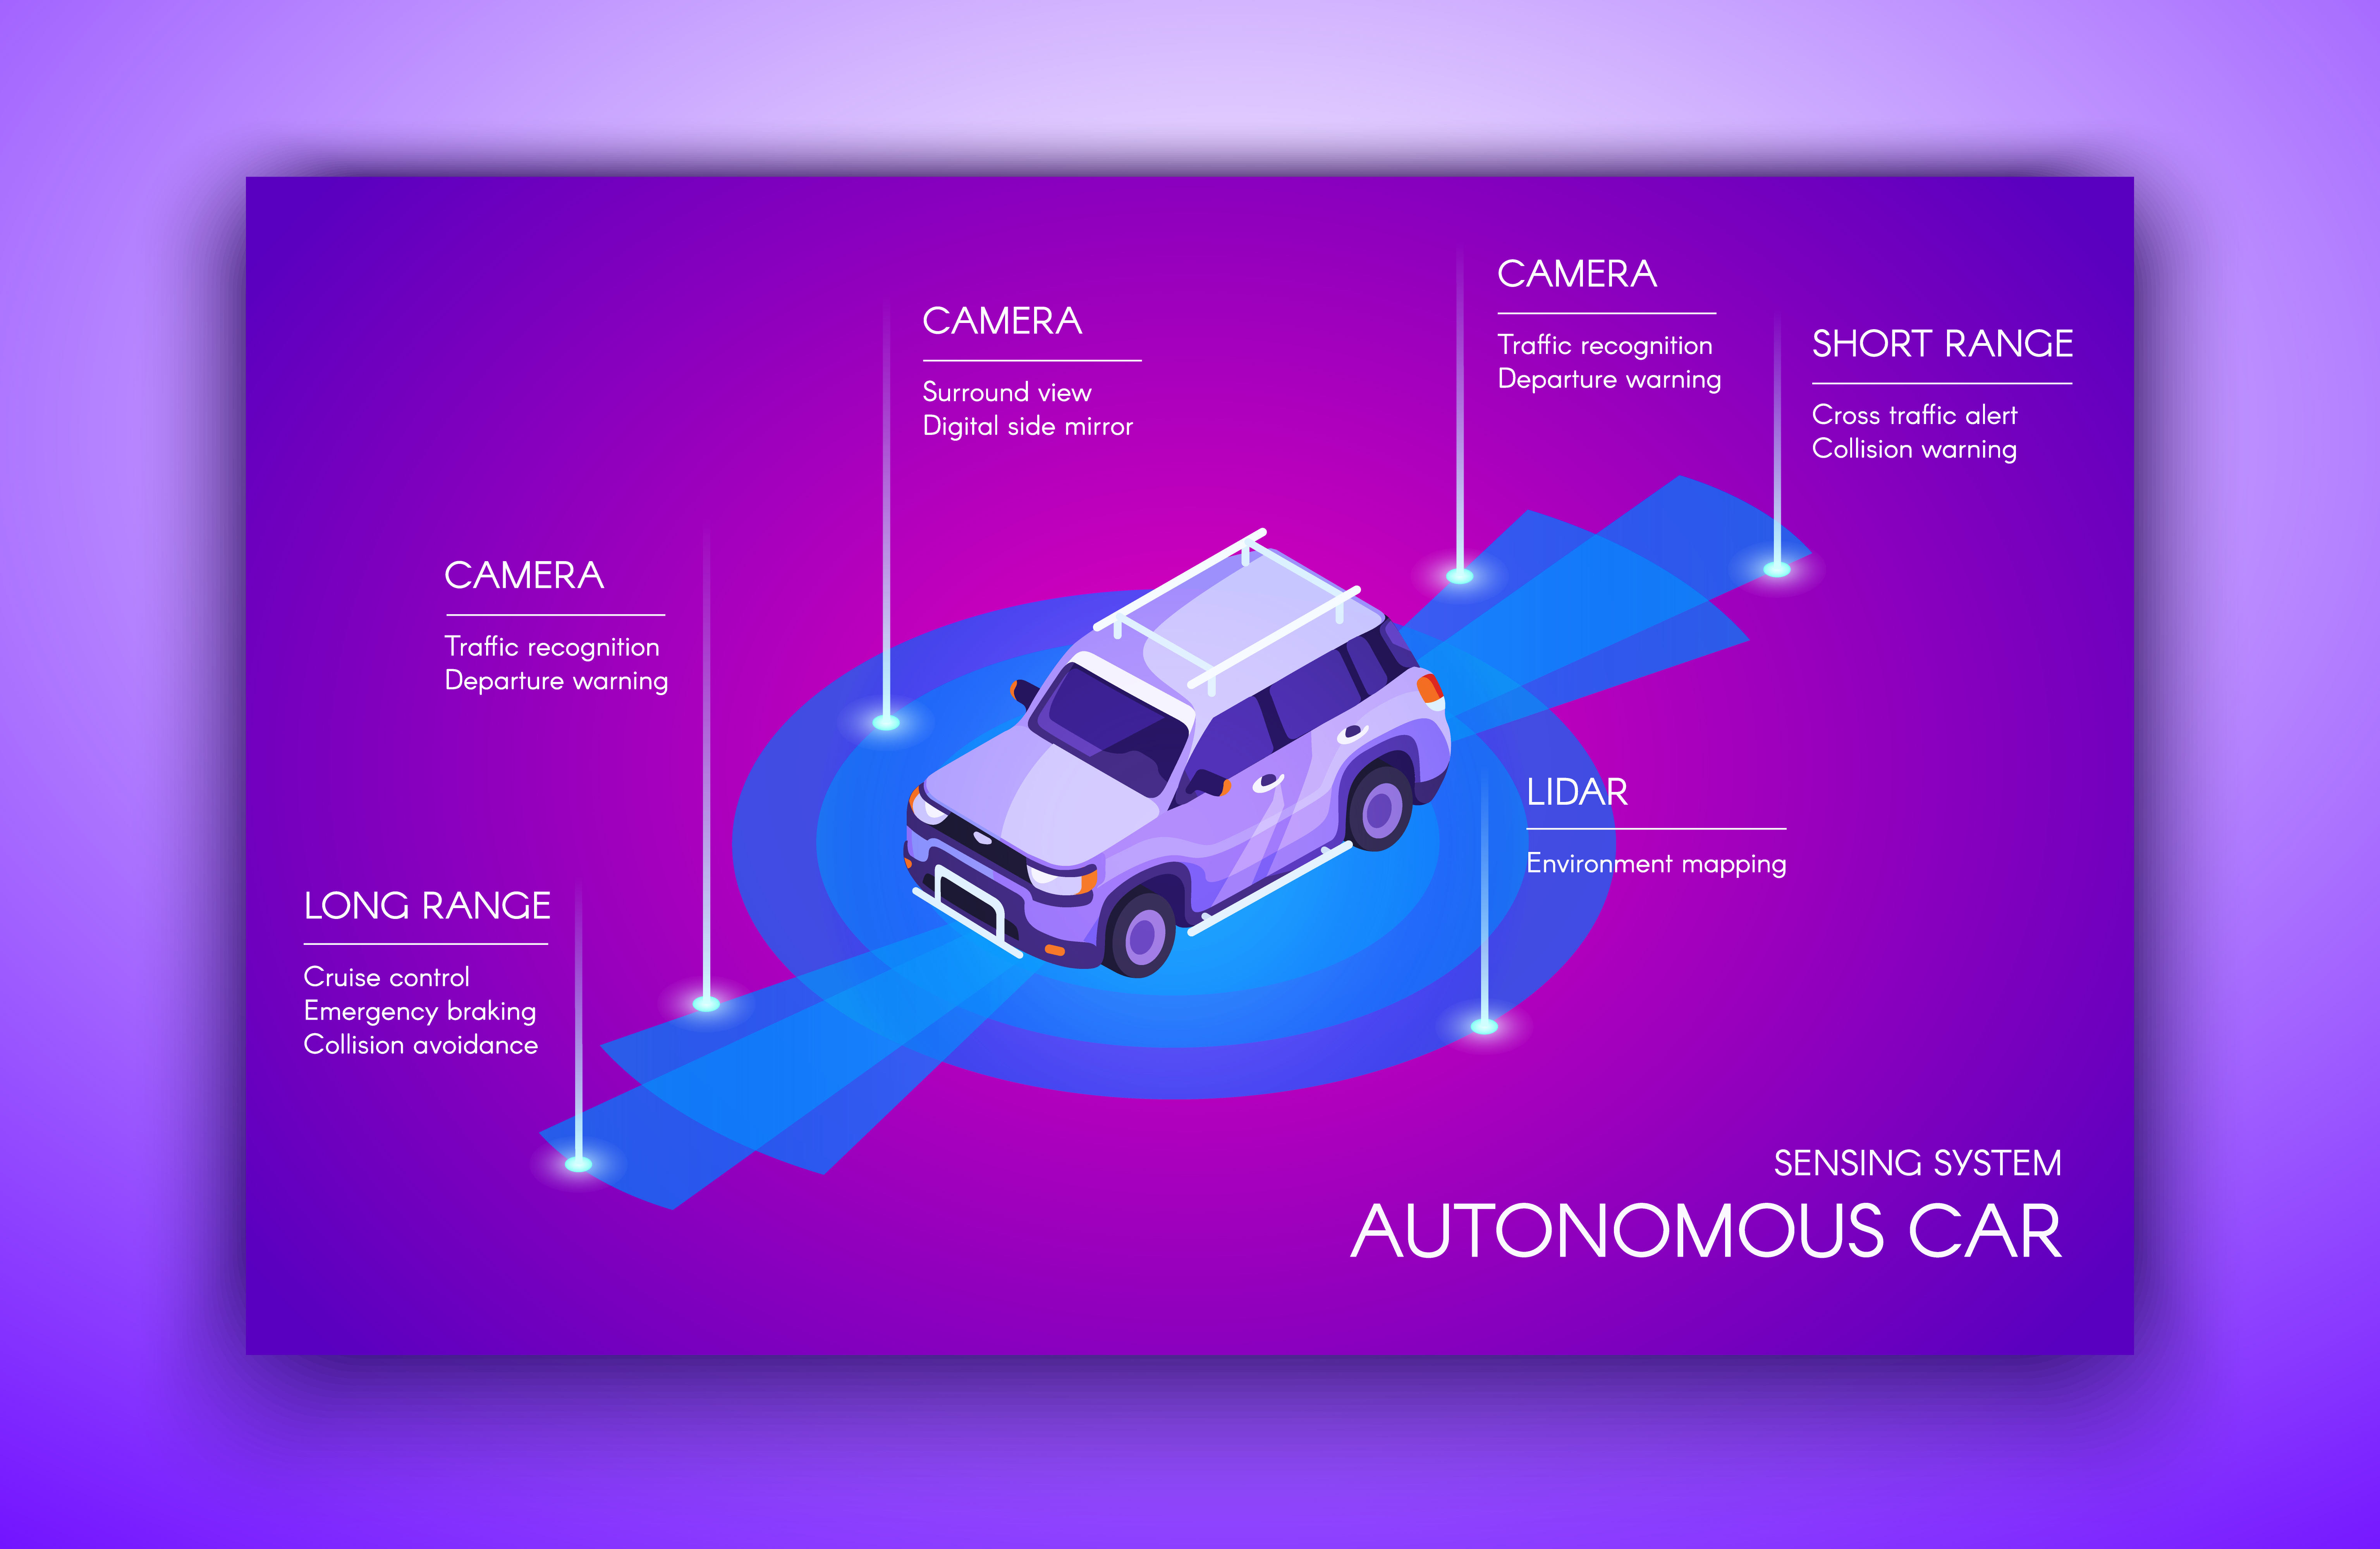 CAMERA
Traffic recognition
Departure warning
CAMERA
Surround view
Digital side mirror
SHORT RANGE
Cross traffic alert
Collision warning
CAMERA
Traffic recognition
Departure warning
LIDAR
Environment mapping
LONG RANGE
Cruise control
Emergency braking
Collision avoidance
SENSING SYSTEM
AUTONOMOUS CAR